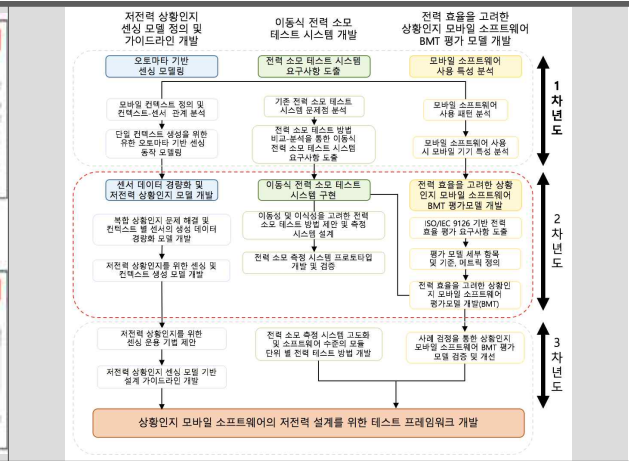 저전력 상황인지
센싱 모델 정의 및
가이드라인 개발
이동식 전력 소모
테스트 시스템 개발
전력 효율을 고려한
상황인지 모바일 소프트웨어
BMT 평가 모델 개발
오토마타 기반
센싱 모델링
전력 소모 테스트 시스템
요구사항 도출
모바일 소프트웨어
사용 특성 분석
모바일 컨텍스트 정의 및
컨텍스트-센서 관계 분석
단일 컨텍스트 생성을 위한
유한 오토마타 기반 센싱
동작 모델링
기존 전력 소모 테스트
시스템 문제점 분석
전력 소모 테스트 방법
비교-분석을 통한 이동식
전력 소모 테스트 시스템
요구사항 도출
모바일 소프트웨어
사용 패턴 분석
모바일 소프트웨어 사용
시 모바일 기기 특성 분석
1
차
년
도
센서 데이터 경량화 및
저전력 상황인지 모델 개발
이동식 전력 소모 테스트
시스템 구현
전력 효율을 고려한 상황
인지 모바일 소프트웨어
BMT 평가모델 개발
복합 상황인지 문제 해결 및
컨텍스트 별 센서의 생성 데이터
경량화 모델 개발
저전력 상황인지를 위한 센싱 및
컨텍스트 생성 모델 개발
이동성 및 이식성을 고려한 전력
소모 테스트 방법 제안 및 측정
시스템 설계
전력 소모 측정 시스템 프로토타입
개발 및 검증
ISO/IEC 9126 기반 전력
효율 평가 요구사항 도출
평가 모델 세부 항목
및 기준, 매트릭 정의
전력 효율을 고려한 상황인
지 모바일 소프트웨어
평가모델 개발(BMT)
2
차
년
도
저전력 상황인지를 위한
센싱 운용 기법 제안
저전력 상황인지 센싱 모델 기반
설계 가이드라인 개발
전력 소모 측정 시스템 고도화
및 소프트웨어 수준의 모듈
단위 별 전력 테스트 방법 개발
사례 검정을 통한 상황인지
모바일 소프트웨어 BMT 평가
모델 검증 및 개선
3
차
년
도
상황인지 모바일 소프트웨어의 저전력 설계를 위한 테스트 프레임워크 개발